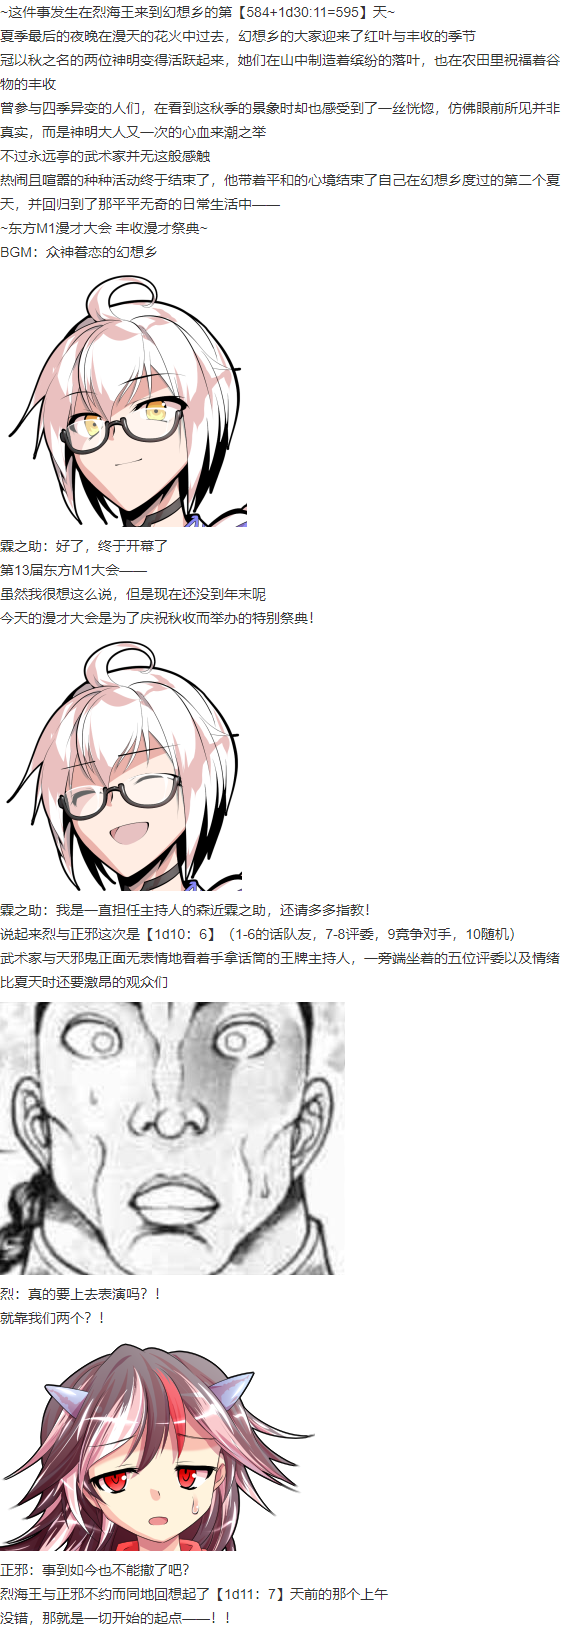 ~这件事发生在烈海王来到幻想乡的第【584+1d30:11=595】天~
夏季最后的夜晚在漫天的花火中过去，幻想乡的大家迎来了红叶与丰收的季节
冠以秋之名的两位神明变得活跃起来，她们在山中制造着缤纷的落叶，也在农田里祝福着谷
物的丰收
曾参与四季异变的人们，在看到这秋季的景象时却也感受到了一丝恍惚，仿佛眼前所见并非
真实，而是神明大人又一次的心血来潮之举
不过永远亭的武术家并无这般感触
热闹且喧嚣的种种活动终于结束了，他带着平和的心境结束了自己在幻想乡度过的第二个夏
天，并回归到了那平平无奇的日常生活中——
~东方M1漫才大会 丰收漫才祭典~
BGM：众神眷恋的幻想乡
霖之助：好了，终于开幕了
第13届东方M1大会——
虽然我很想这么说，但是现在还没到年末呢
今天的漫才大会是为了庆祝秋收而举办的特别祭典！
霖之助：我是一直担任主持人的森近霖之助，还请多多指教！
说起来烈与正邪这次是【1d10：6】（1-6的话队友，7-8评委，9竞争对手，10随机）
武术家与天邪鬼正面无表情地看着手拿话筒的王牌主持人，一旁端坐着的五位评委以及情绪
比夏天时还要激昂的观众们
烈：真的要上去表演吗？！
就靠我们两个？！
正邪：事到如今也不能撤了吧？
烈海王与正邪不约而同地回想起了【1d11：7】天前的那个上午
没错，那就是一切开始的起点——！！